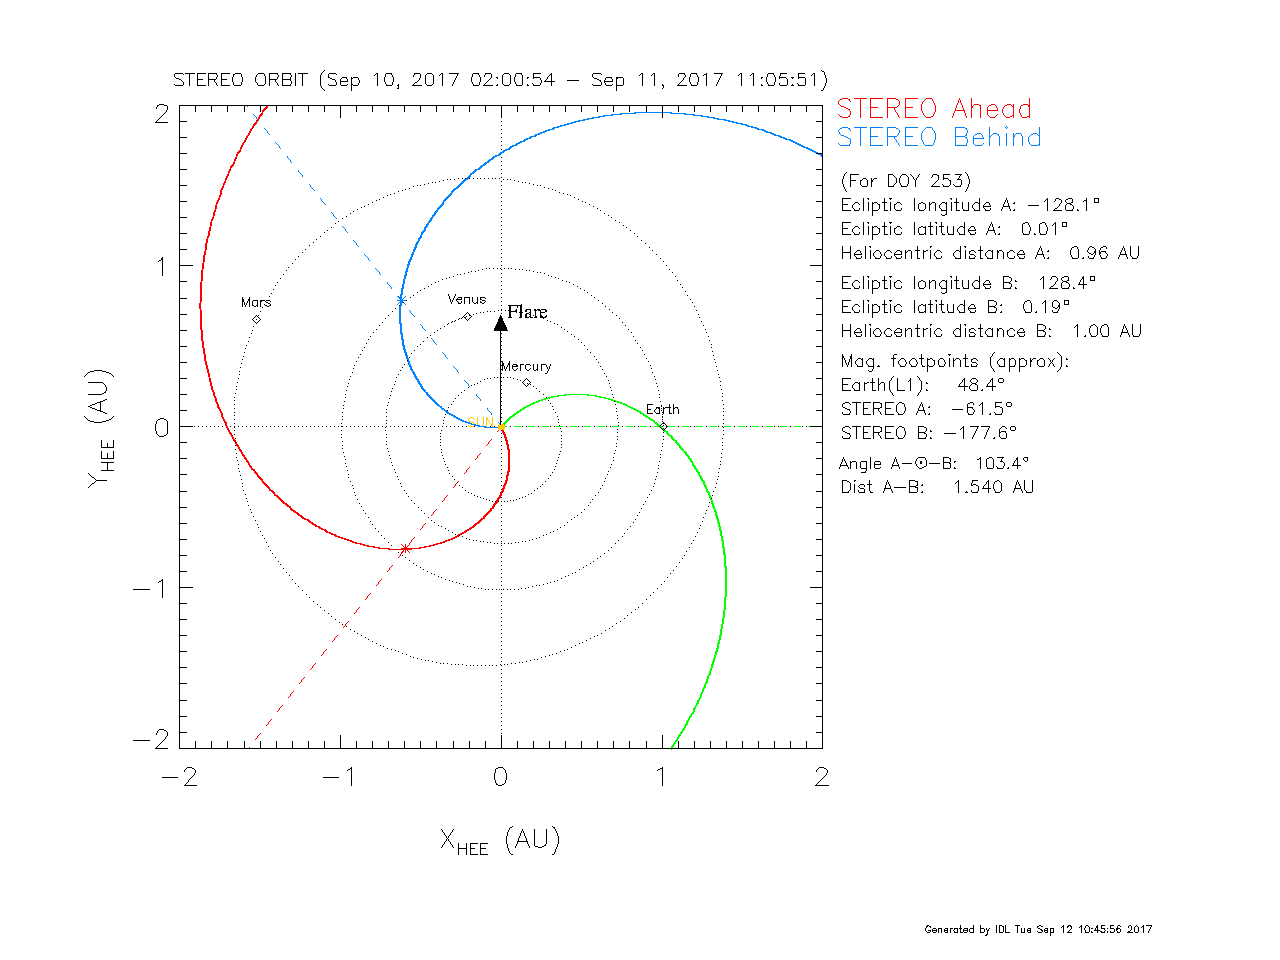 STEREO ORBIT (Sep 10, 2017 02:00:54 − Sep 11, 2017 11:05:51)
STEREO Ahead
STEREO Behind
(For DOY 253)
Ecliptic longitude A: −128.1°
Ecliptic latitude A: 0.01°
Heliocentric distance A: 0.96 AU
Ecliptic longitude B: 128.4°
Ecliptic latitude B: 0.19°
Heliocentric distance B: 1.00 AU
Mag. footpoints (approx):
Earth(L1): 48.4°
STEREO A: −61.5°
STEREO B: −177.6°
Angle A−⊙−B: 103.4°
Dist A−B: 1.540 AU
2
1
0
−1
−2
Y HEE (AU)
Mars
Venus
Flare
Mercury
Earth
SUN
−2 −1 0 1 2
X HEE (AU)
Generated by IDL Tue Sep 12 10:45:56 2017